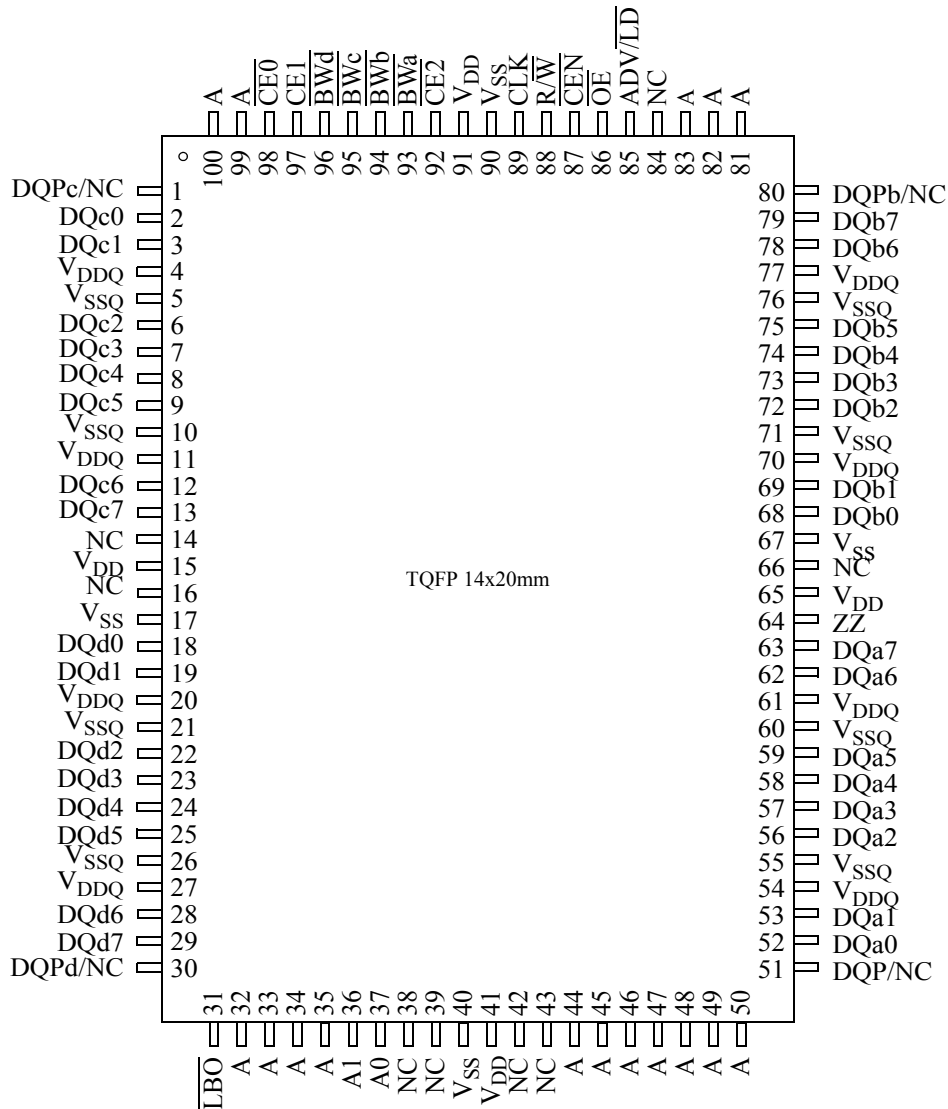 A
A
CE0
CE1
BWd
BWc
BWb
BWa
CE2
VDD
VSS
CLK
R/W
CEN
OE
ADV/LD
NC
A
A
A
100
99
98
97
96
95
94
93
92
91
90
89
88
87
86
85
84
83
82
81
DQPc/NC 1
DQc0 2
DQc1 3
VDDQ 4
VSSQ 5
DQc2 6
DQc3 7
DQc4 8
DQc5 9
VSSQ 10
VDDQ 11
DQc6 12
DQc7 13
NC 14
VDD 15
NC 16
VSS 17
DQd0 18
DQd1 19
VDDQ 20
VSSQ 21
DQd2 22
DQd3 23
DQd4 24
DQd5 25
VSSQ 26
VDDQ 27
DQd6 28
DQd7 29
DQPd/NC 30
TQFP 14x20mm
80 DQPb/NC
79 DQb7
78 DQb6
77 VDDQ
76 VSSQ
75 DQb5
74 DQb4
73 DQb3
72 DQb2
71 VSSQ
70 VDDQ
69 DQb1
68 DQb0
67 VSS
66 NC
65 VDD
64 ZZ
63 DQa7
62 DQa6
61 VDDQ
60 VSSQ
59 DQa5
58 DQa4
57 DQa3
56 DQa2
55 VSSQ
54 VDDQ
53 DQa1
52 DQa0
51 DQP/NC
31
32
33
34
35
36
37
38
39
40
41
42
43
44
45
46
47
48
49
50
LBO
A
A
A
A
A1
A0
NC
NC
VSS
VDD
NC
NC
A
A
A
A
A
A
A